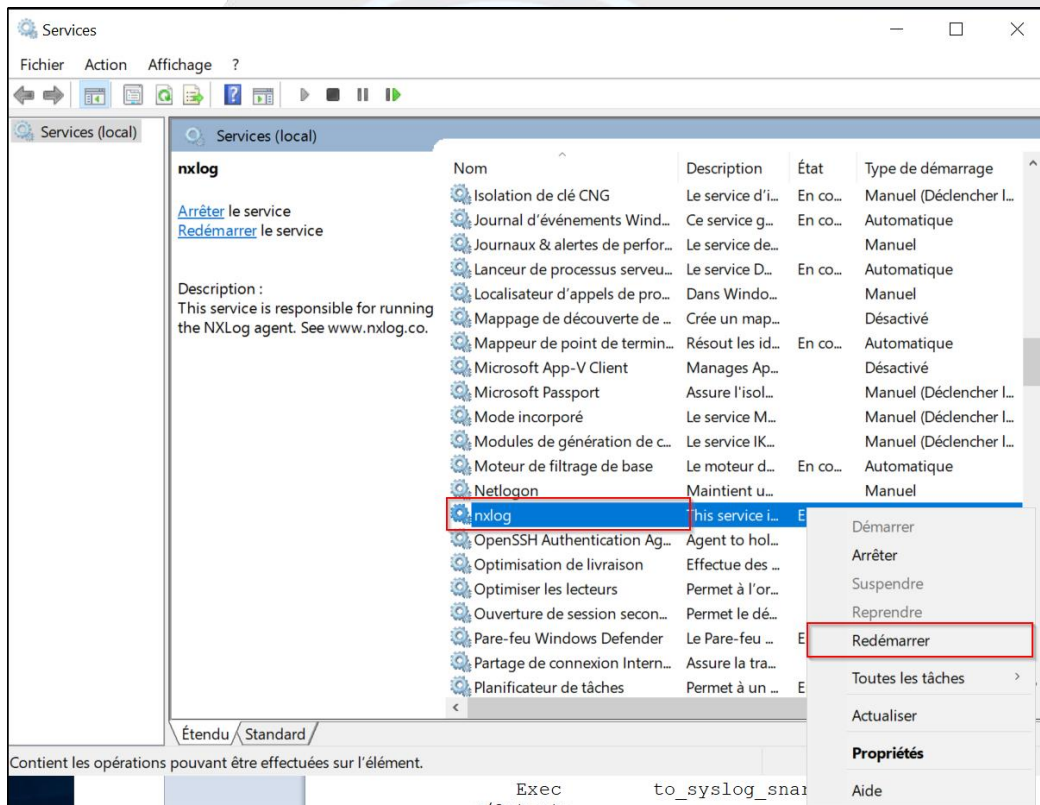 Services
Fichier Action Affichage ?
Services (local)
Services (local)
nxlog
Arrêter le service
Redémarrer le service
Description :
This service is responsible for running
the NXLog agent. See www.nxlog.co.
Nom Description État Type de démarrage
Isolation de clé CNG Le service d'i... En co... Manuel (Déclencher l...
Journal d'événements Wind... Ce service g... En co... Automatique
Journaux & alertes de perfor... Le service de... Manuel
Lanceur de processus serveu... Le service D... En co... Automatique
Localisateur d'appels de pro... Dans Windo... Manuel
Mappage de découverte de ... Crée un map... Désactivé
Mappeur de point de termin... Résout les id... En co... Automatique
Microsoft App-V Client Manages Ap... Désactivé
Microsoft Passport Assure l'isol... Manuel (Déclencher l...
Mode incorporé Le service M... Manuel (Déclencher l...
Modules de génération de c... Le service IK... Manuel (Déclencher l...
Moteur de filtrage de base Le moteur d... En co... Automatique
Netlogon Maintient u... Manuel
nxlog This service i... E
OpenSSH Authentication Ag... Agent to hol...
Optimisation de livraison Effectue des ...
Optimiser les lecteurs Permet à l'or...
Ouverture de session secon... Permet le dé...
Pare-feu Windows Defender Le Pare-feu ... E
Partage de connexion Intern... Assure la tra...
Planificateur de tâches Permet à un ... E
Démarrer
Arrêter
Suspendre
Reprendre
Redémarrer
Toutes les tâches
Actualiser
Propriétés
Aide
Étendu Standard
Contient les opérations pouvant être effectuées sur l'élément.
Exec to_syslog_snar